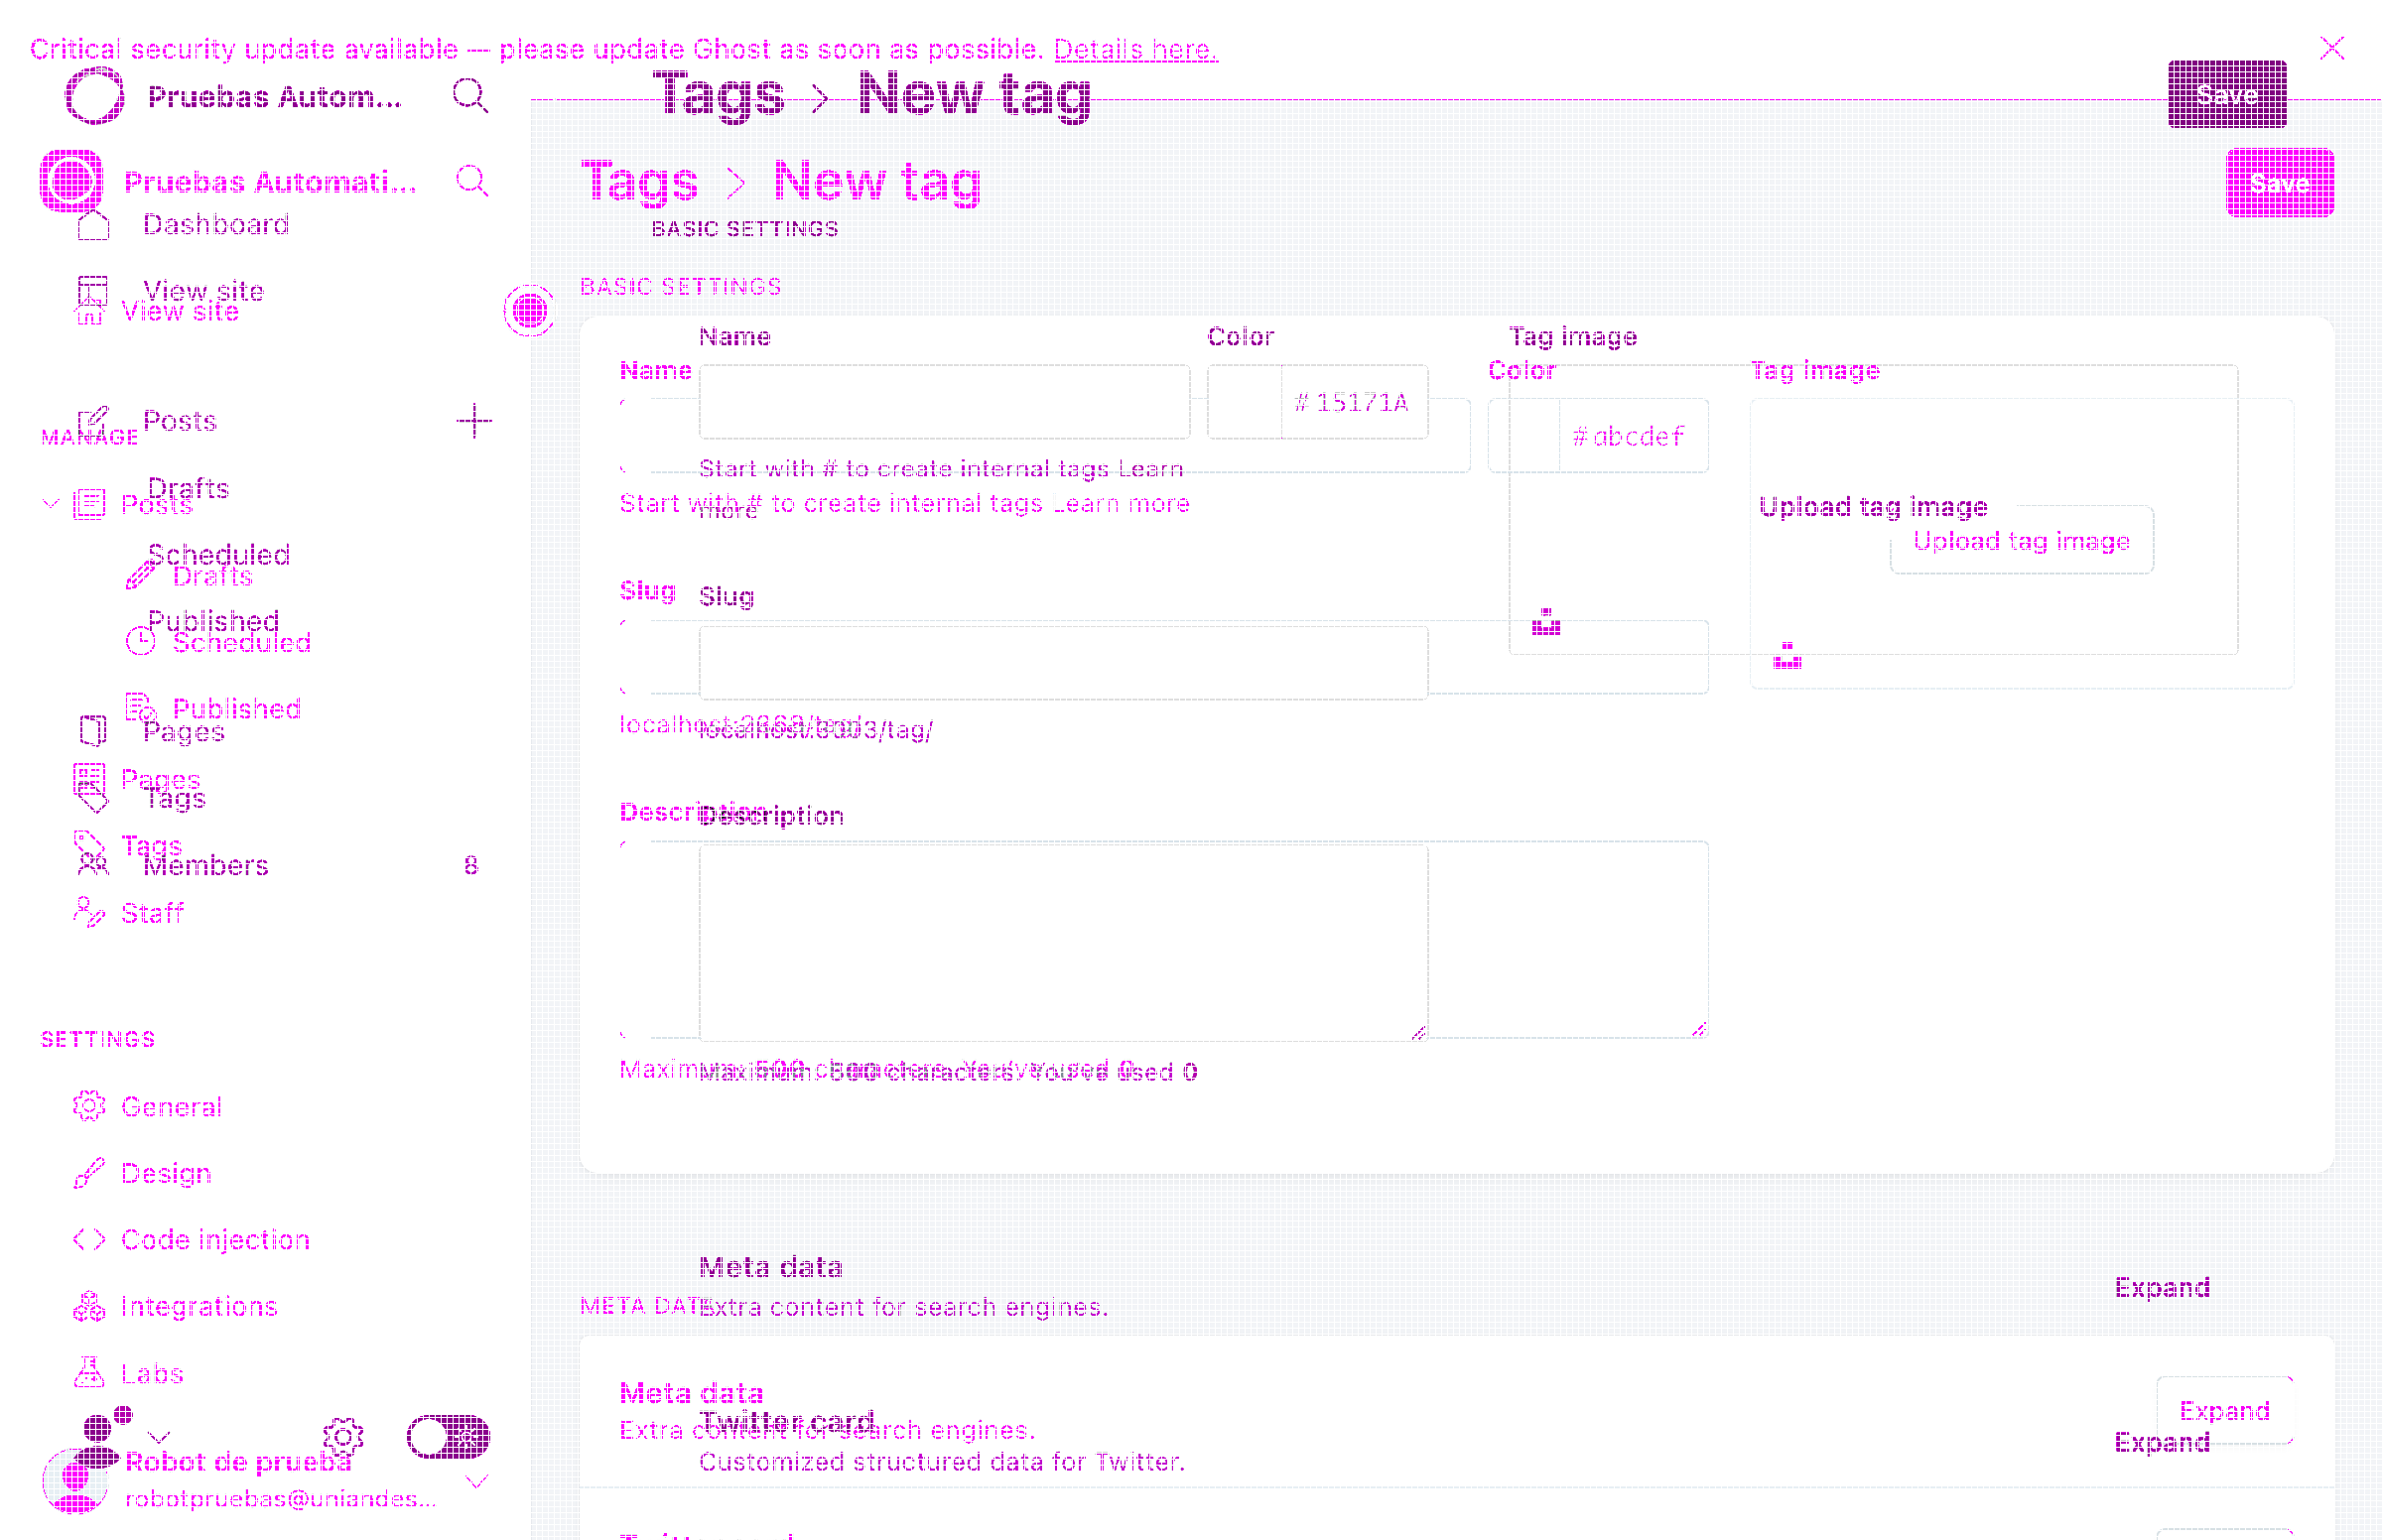 Critical security update available — please update Ghost as soon as possible. Details here.
Pruebas Autom...
Tags > New tag
Save
Pruebas Automati...
Tags > New tag
Save
Dashboard
BASIC SETTINGS
View site
View site
BASIC SETTINGS
Name
Color
Tag image
Name
Color
Tag image
# 15171A
Posts
MANAGE
# abcdef
Start with # to create internal tags Learn
more
Drafts
Posts
Start with # to create internal tags Learn more
Upload tag image
Upload tag image
Scheduled
Drafts
Slug
Slug
Published
Scheduled
Published
Pages
/tag/
Pages
Tags
Description
Description
Tags
Members
8
Staff
SETTINGS
Maximum: 500 characters. You've used 0
Maximum: 500 characters. You've used 0
General
Design
Code injection
Meta data
Expand
Integrations
META DATA
Extra content for search engines.
Labs
Meta data
Twitter card
Extra content for search engines.
Expand
Expand
Customized structured data for Twitter.
Robot de prueba
robotpruebas@uniandes...